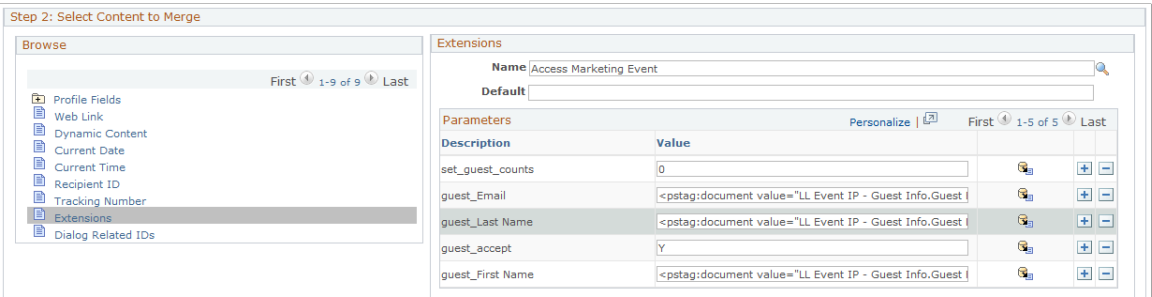 Step 2: Select Content to Merge
Browse
First 1-9 of 9 Last
Profile Fields
Web Link
Dynamic Content
Current Date
Current Time
Recipient ID
Tracking Number
Extensions
Dialog Related IDs
Extensions
Name Access Marketing Event
Default
Parameters Personalize | First 1-5 of 5 Last
Description Value
set_guest_counts 0
guest_Email <pstag:document value="LL Event IP - Guest Info.Guest
guest_Last Name <pstag:document value="LL Event IP - Guest Info.Guest
guest_accept Y
guest_First Name <pstag:document value="LL Event IP - Guest Info.Guest